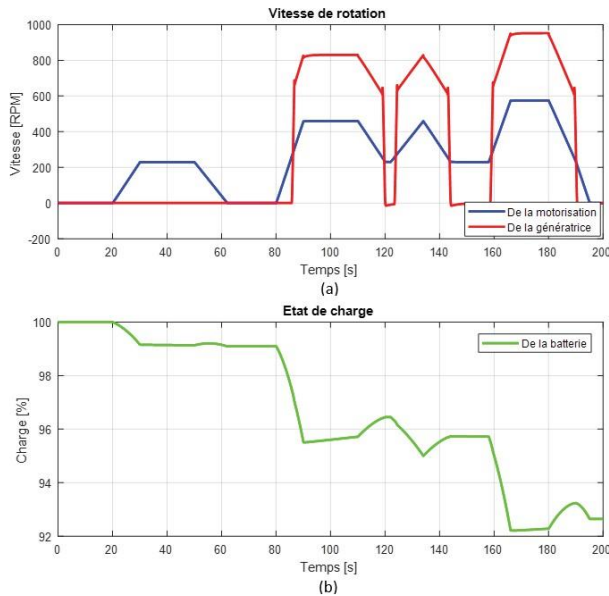 Vitesse de rotation
1000
800
600
400
200
0
-200
Vitesse [RPM]
De la motorisation
De la génératrice
0 20 40 60 80 100 120 140 160 180 200
Temps [s]
(a)
Etat de charge
100
98
96
94
92
Charge [%]
De la batterie
0 20 40 60 80 100 120 140 160 180 200
Temps [s]
(b)